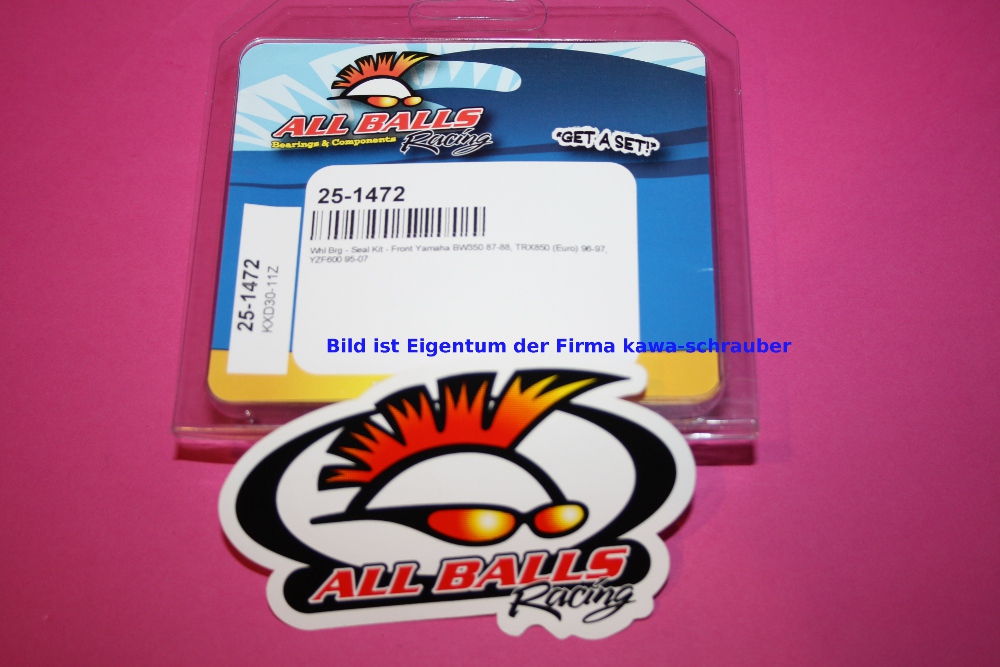 ALL BALLS
Racing
Bearings & Components
"GET A SET!"
25-1472
Whl Brg - Seal Kit - Front Yamaha BW350 87-88, TRX850 (Euro) 96-97,
YZF600 95-07
25-1472
KXD30-11Z
Bild ist Eigentum der Firma kawa-schrauber
ALL BALLS
Racing